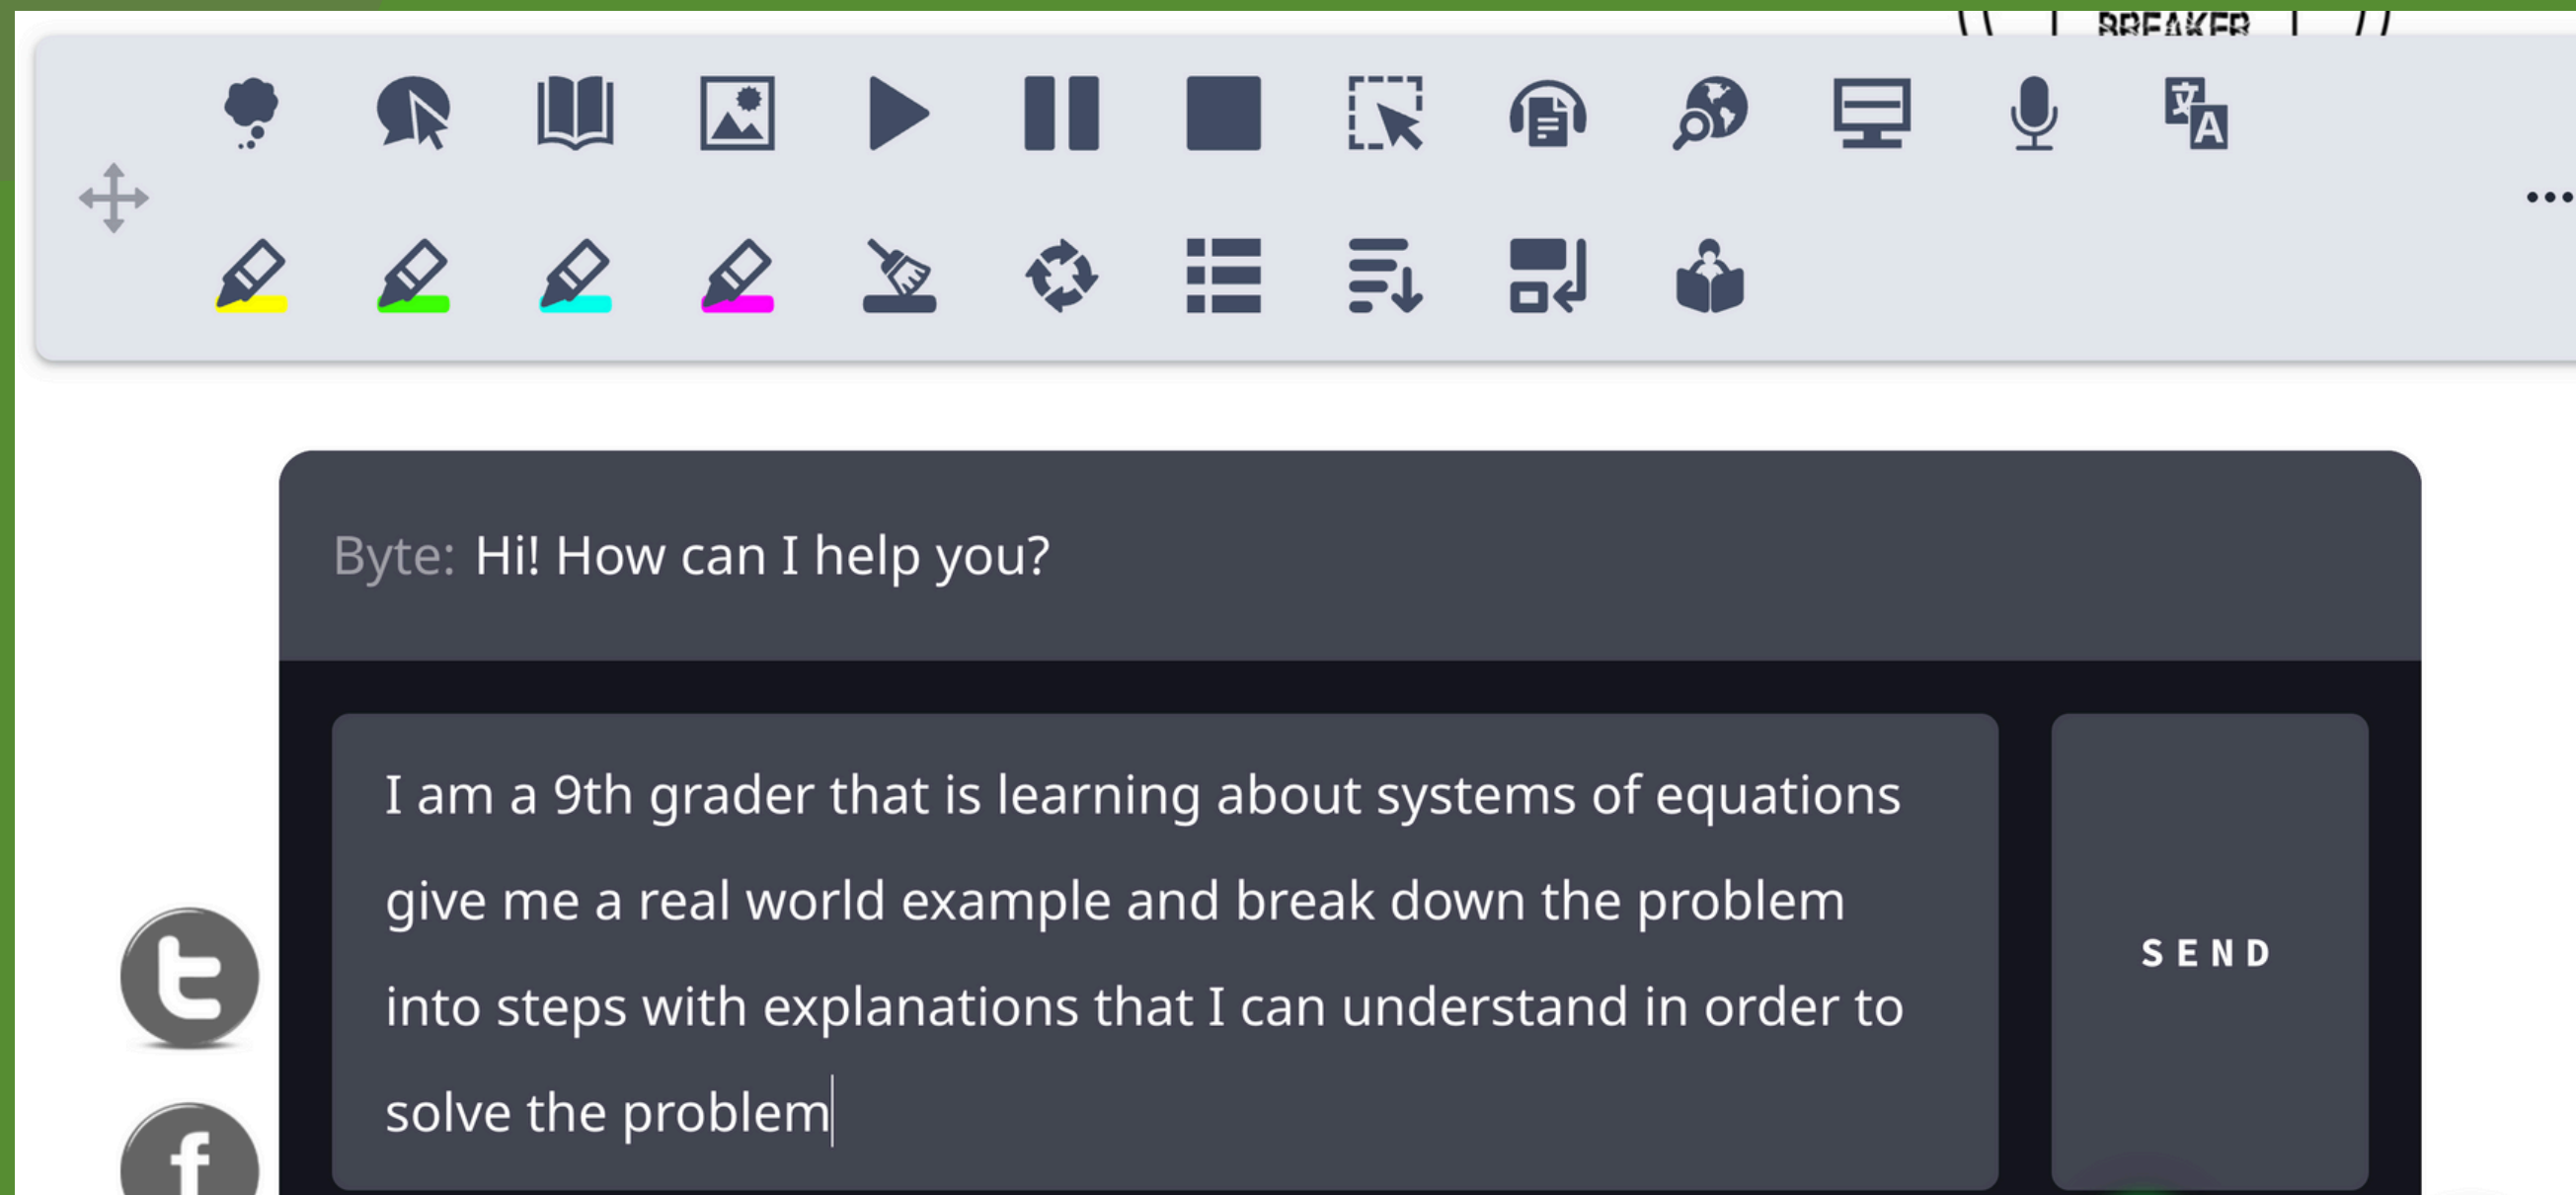 BREAKER
Byte: Hi! How can I help you?
I am a 9th grader that is learning about systems of equations
give me a real world example and break down the problem
into steps with explanations that I can understand in order to
solve the problem
SEND